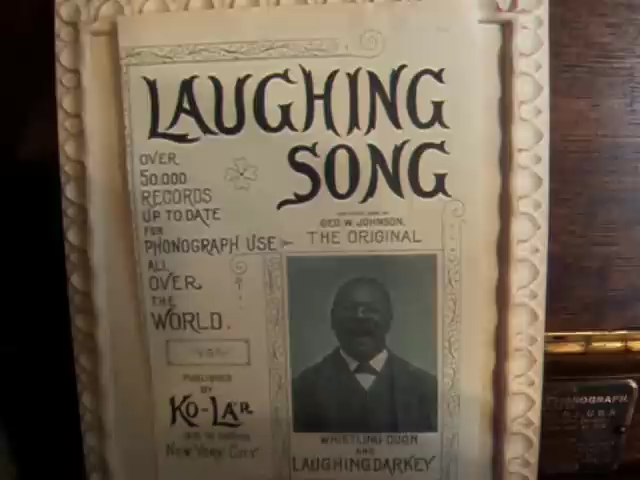 LAUGHING
SONG
OVER
50.000
RECORDS
UP TO DATE
FOR
PHONOGRAPH USE
ALL
OVER
THE
WORLD.
GEO. W. JOHNSON,
THE ORIGINAL
PUBLISHED
BY
KO-LAR
New York City
WHISTLING COON
AND
LAUGHING DARKEY
PHONOGRAPH